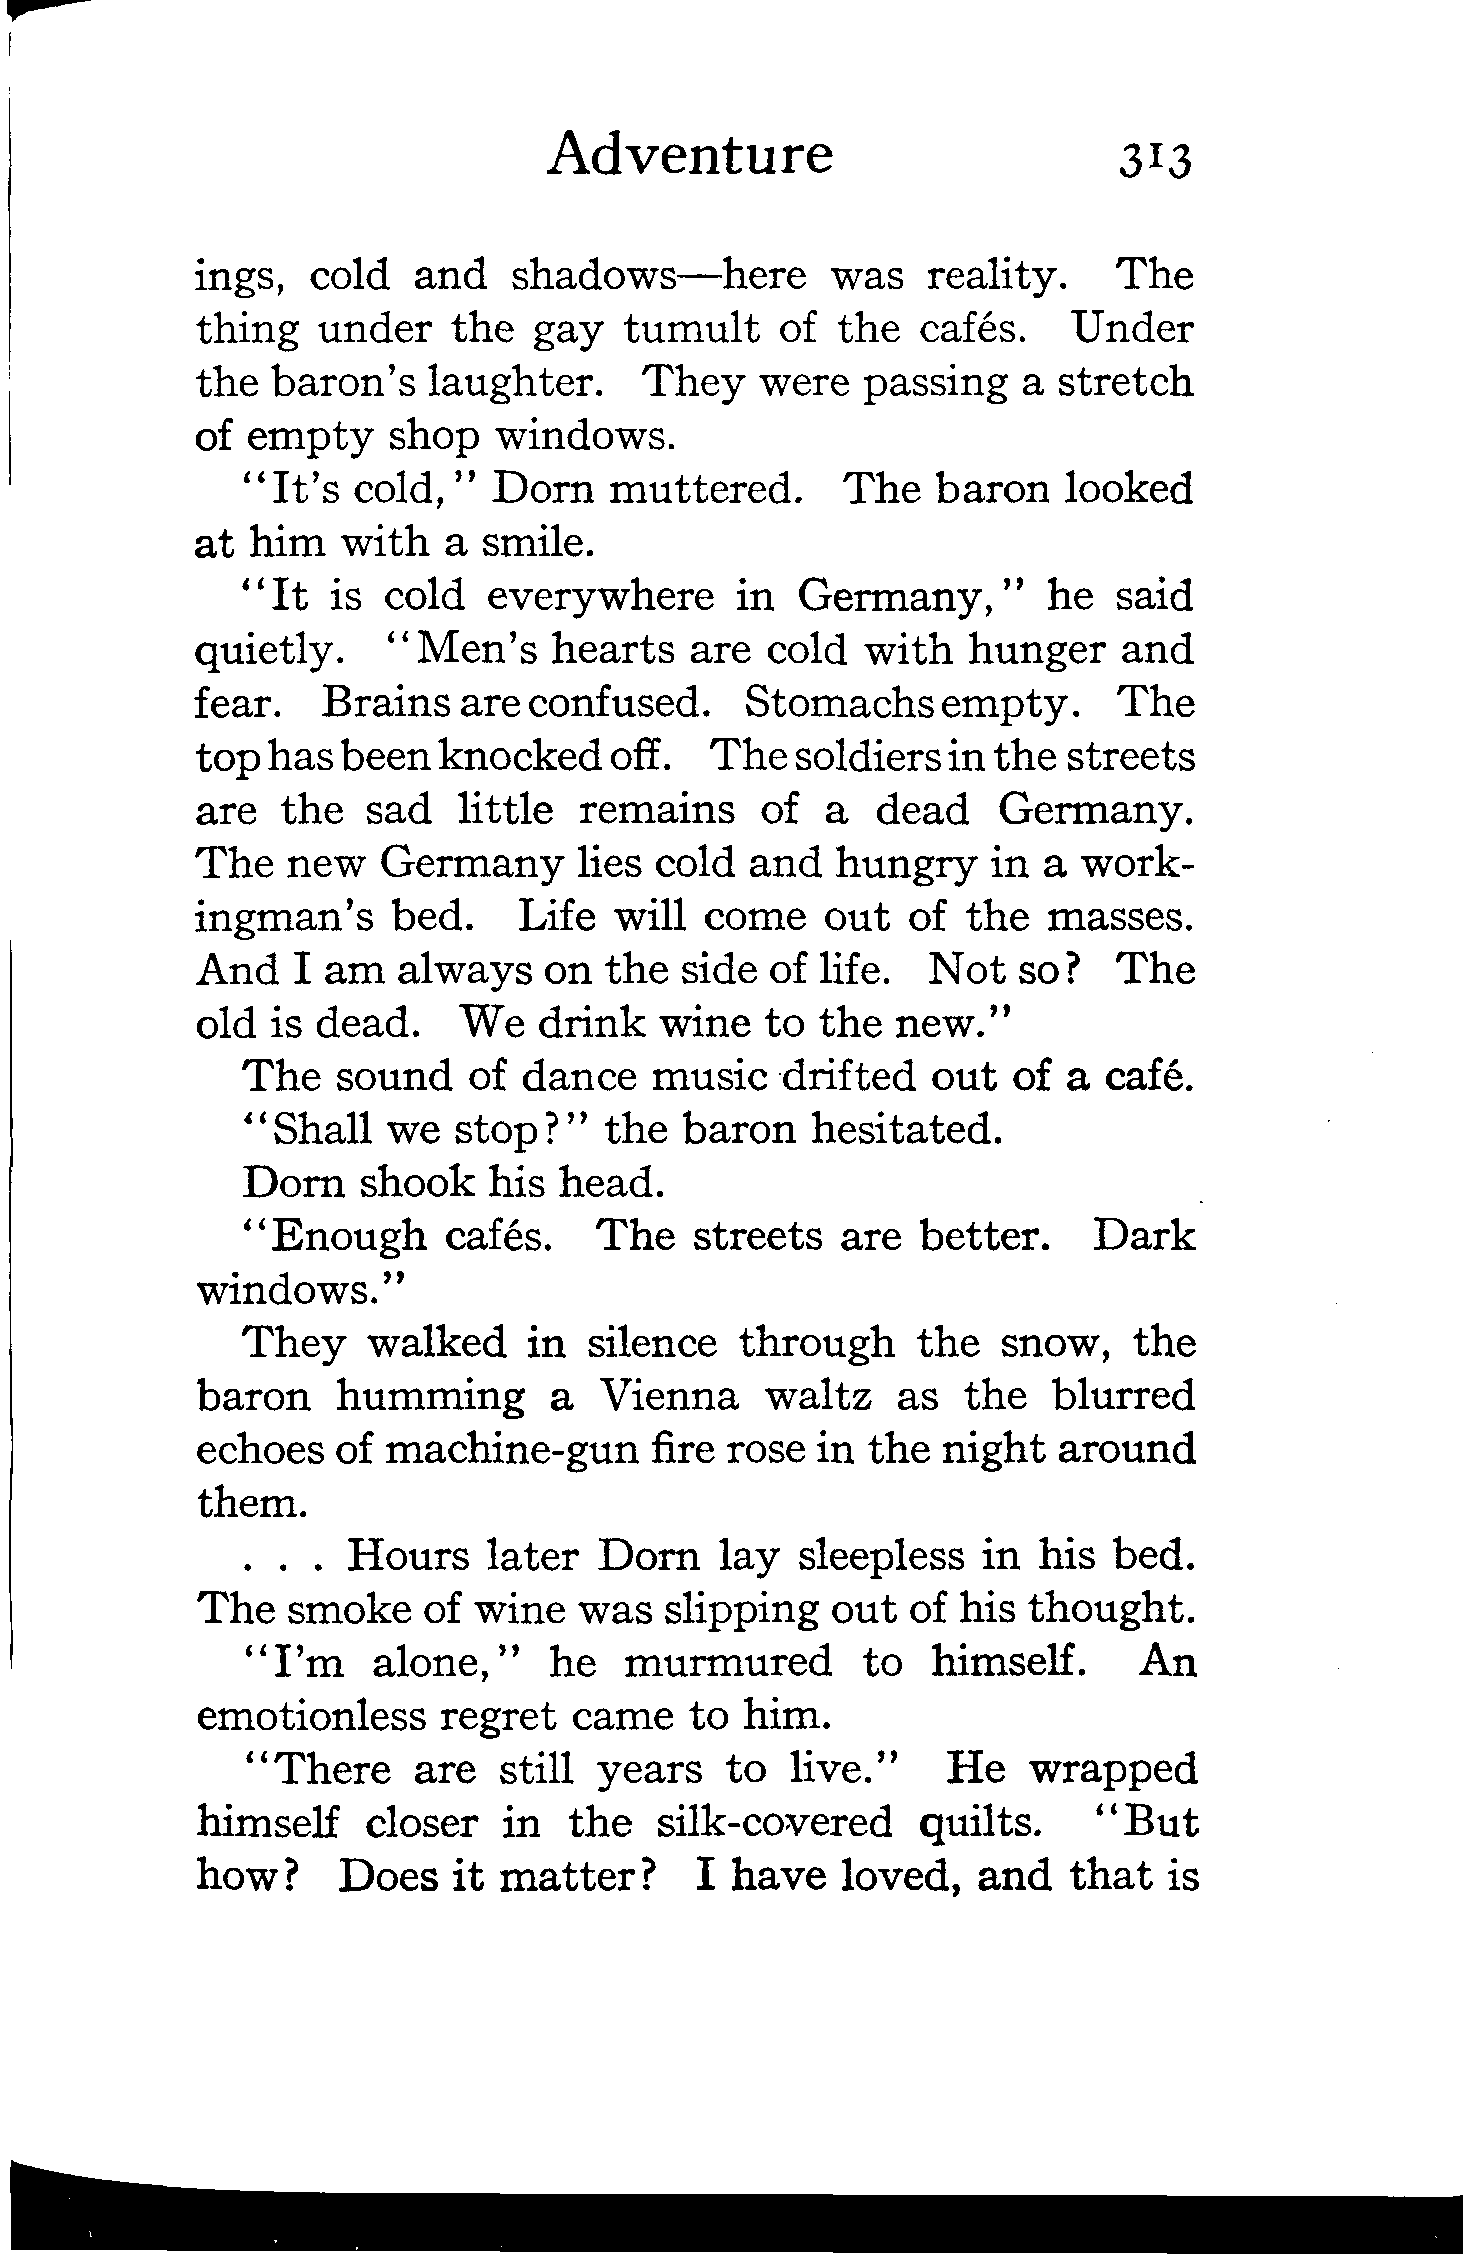 Adventure 313
ings, cold and shadows—here was reality. The
thing under the gay tumult of the cafés. Under
the baron's laughter. They were passing a stretch
of empty shop windows.
"It's cold," Dorn muttered. The baron looked
at him with a smile.
"It is cold everywhere in Germany," he said
quietly. "Men's hearts are cold with hunger and
fear. Brains are confused. Stomachs empty. The
top has been knocked off. The soldiers in the streets
are the sad little remains of a dead Germany.
The new Germany lies cold and hungry in a work-
ingman's bed. Life will come out of the masses.
And I am always on the side of life. Not so? The
old is dead. We drink wine to the new."
The sound of dance music drifted out of a café.
"Shall we stop?" the baron hesitated.
Dorn shook his head.
"Enough cafés. The streets are better. Dark
windows."
They walked in silence through the snow, the
baron humming a Vienna waltz as the blurred
echoes of machine-gun fire rose in the night around
them.
. . . Hours later Dorn lay sleepless in his bed.
The smoke of wine was slipping out of his thought.
"I'm alone," he murmured to himself. An
emotionless regret came to him.
"There are still years to live." He wrapped
himself closer in the silk-covered quilts. "But
how? Does it matter? I have loved, and that is